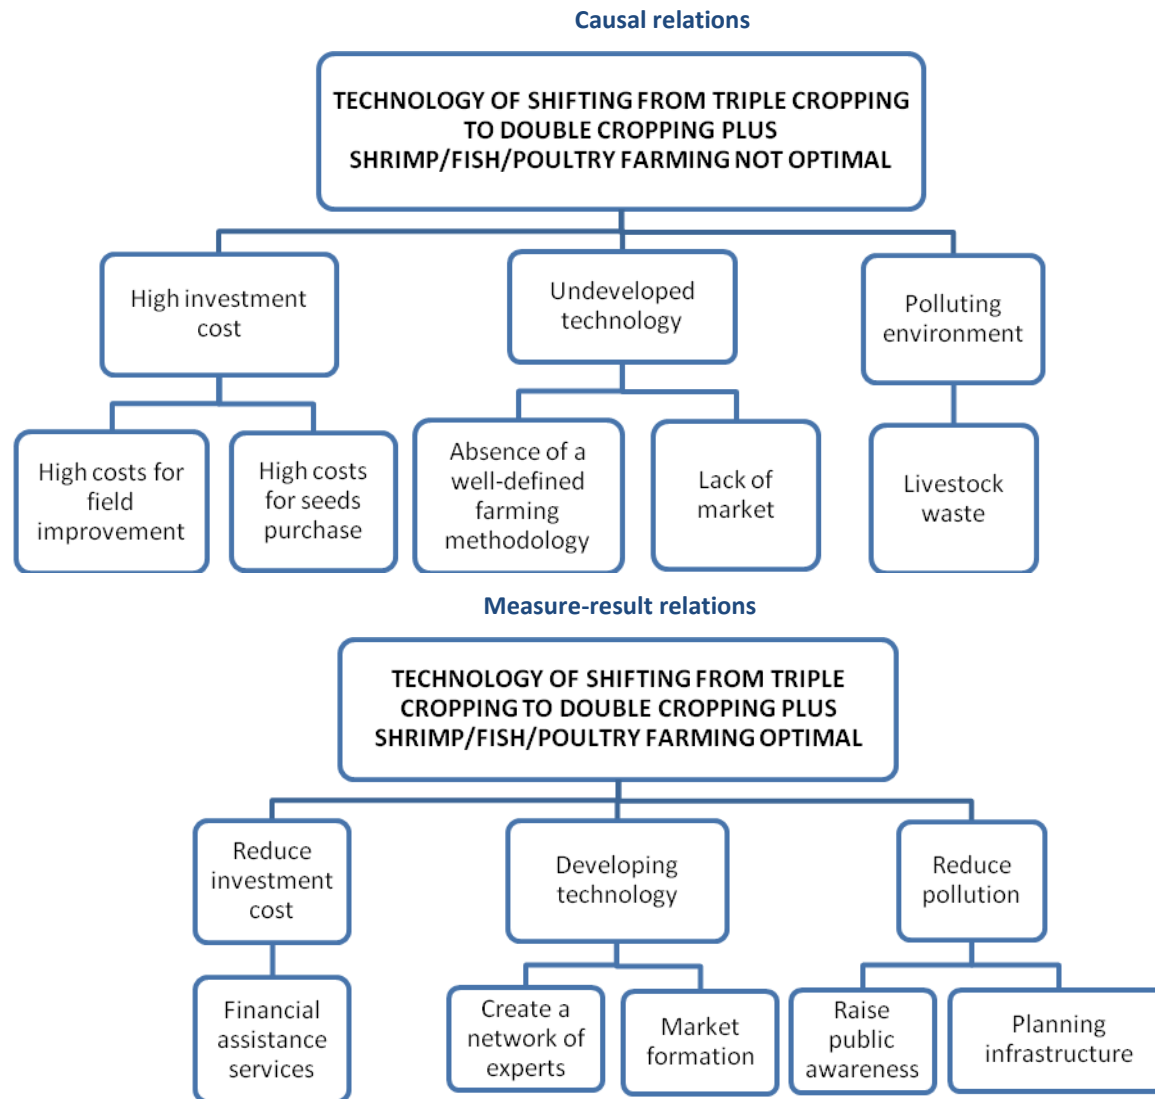 Causal relations
TECHNOLOGY OF SHIFTING FROM TRIPLE CROPPING
TO DOUBLE CROPPING PLUS
SHRIMP/FISH/POULTRY FARMING NOT OPTIMAL
High investment
cost
Undeveloped
technology
Polluting
environment
High costs for
field
improvement
High costs
for seeds
purchase
Absence of a
well-defined
farming
methodology
Lack of
market
Livestock
waste
Measure-result relations
TECHNOLOGY OF SHIFTING FROM TRIPLE
CROPPING TO DOUBLE CROPPING PLUS
SHRIMP/FISH/POULTRY FARMING OPTIMAL
Reduce
investment
cost
Developing
technology
Reduce
pollution
Financial
assistance
services
Create a
network of
experts
Market
formation
Raise
public
awareness
Planning
infrastructure